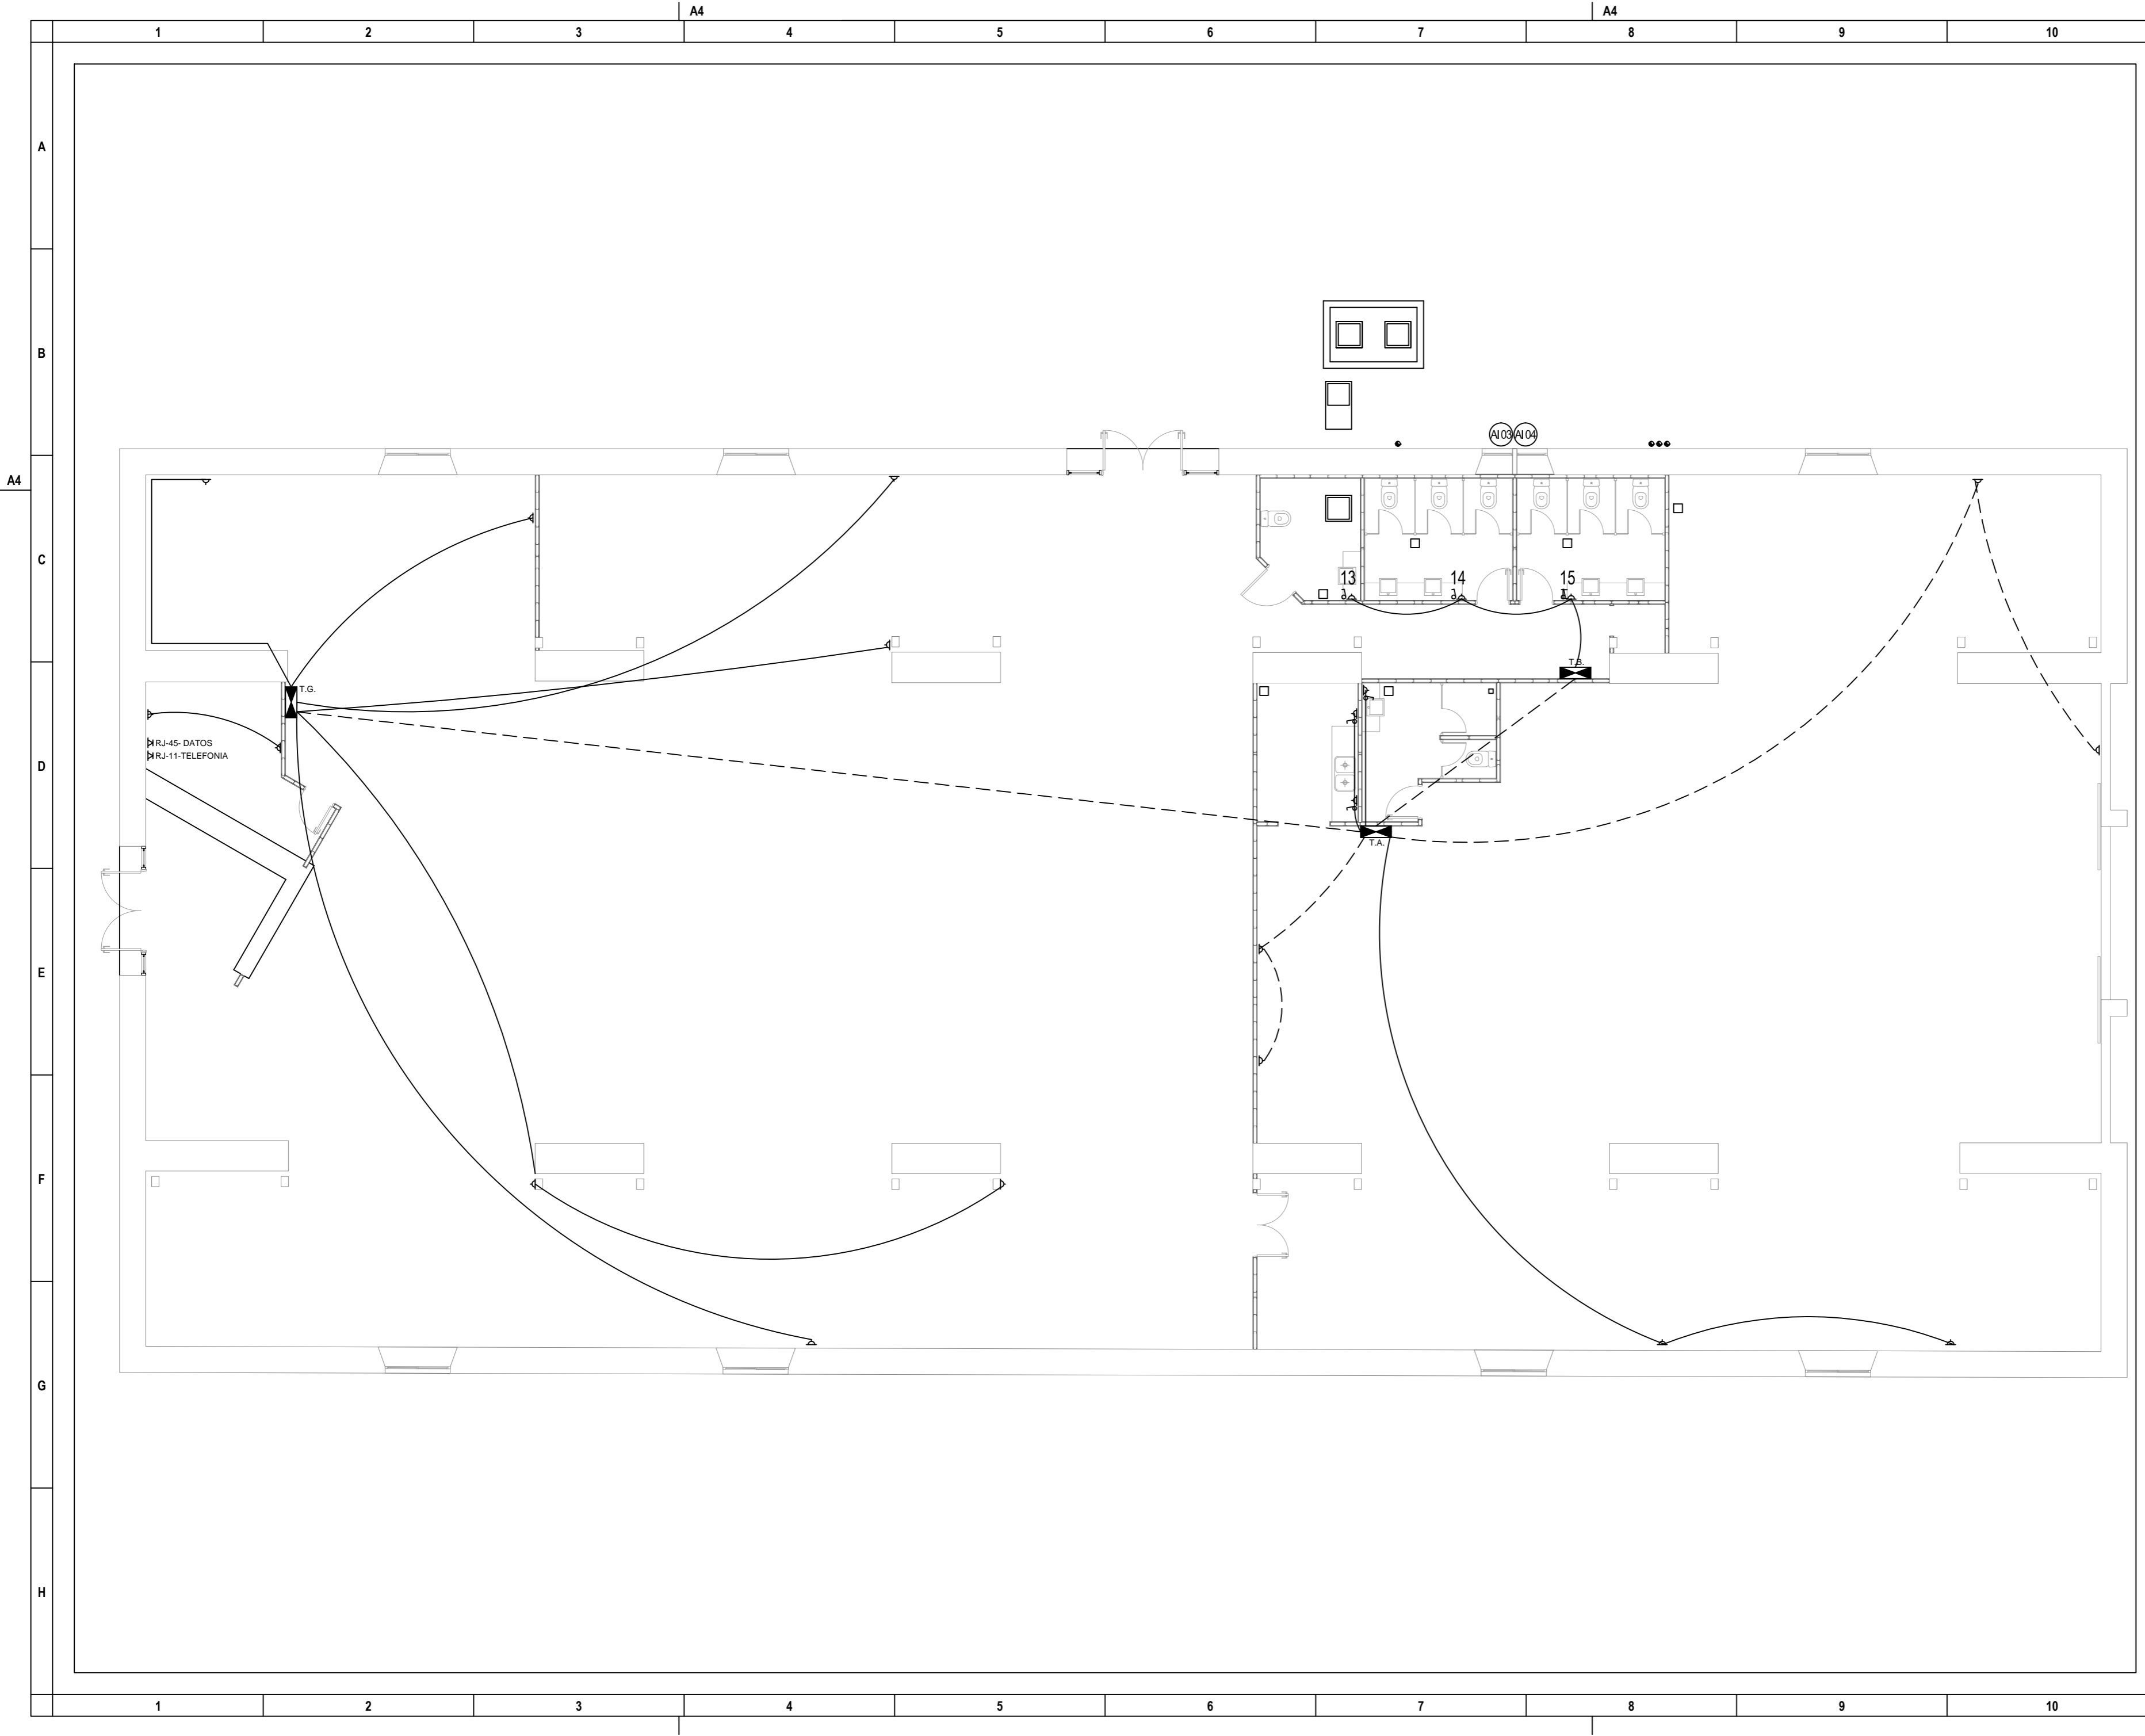 A4 A4
1 2 3 4 5 6 7 8 9 10
A
B
AI03 AI04
A4
C
13 14 15
T.B.
T.G.
RJ-45- DATOS
D
RJ-11-TELEFONIA
T.A.
E
F
G
H
1 2 3 4 5 6 7 8 9 10